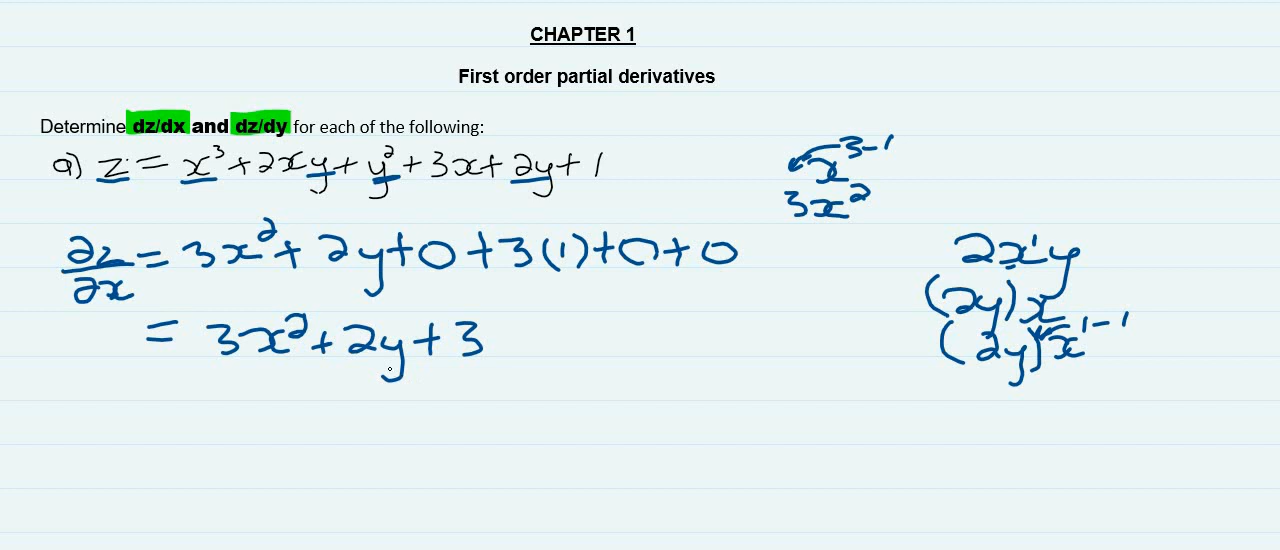 CHAPTER 1
First order partial derivatives
Determine dz/dx and dz/dy for each of the following:
a) z = x³ + 2xy + y² + 3x + 2y + 1
x³⁻¹
3x²
∂z/∂x = 3x² + 2y + 0 + 3(1) + 0 + 0
= 3x² + 2y + 3
2x¹y
(2y)x
(2y)x¹⁻¹